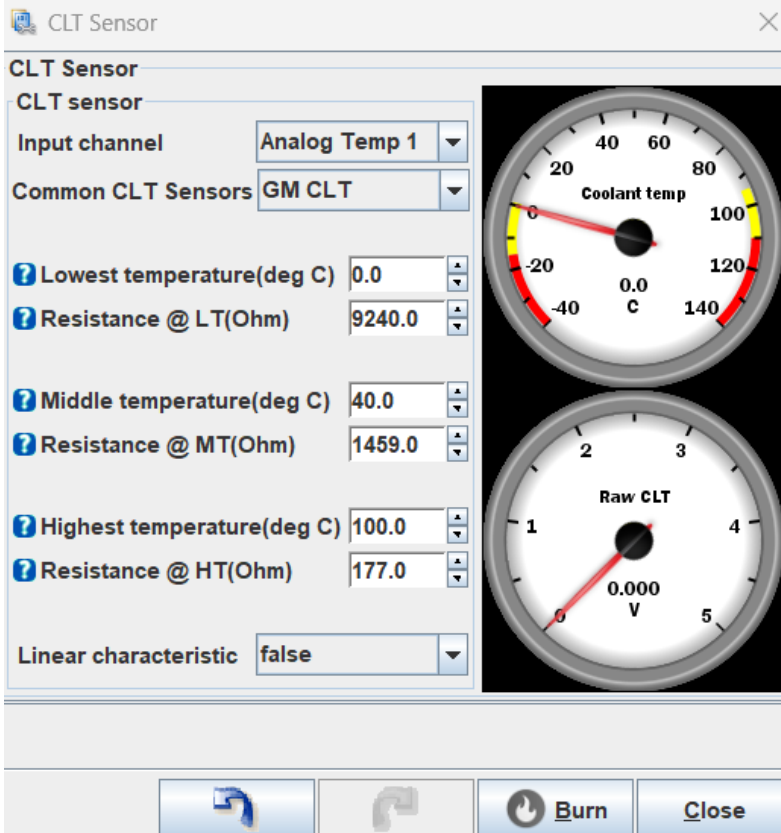 CLT Sensor
CLT Sensor
CLT sensor
Input channel Analog Temp 1
Common CLT Sensors GM CLT
? Lowest temperature(deg C) 0.0
? Resistance @ LT(Ohm) 9240.0
? Middle temperature(deg C) 40.0
? Resistance @ MT(Ohm) 1459.0
? Highest temperature(deg C) 100.0
? Resistance @ HT(Ohm) 177.0
Linear characteristic false
40 60
20 80
Coolant temp
0 100
-20 120
0.0
-40 C 140
2 3
Raw CLT
1 4
0.000
V
0 5
Burn Close